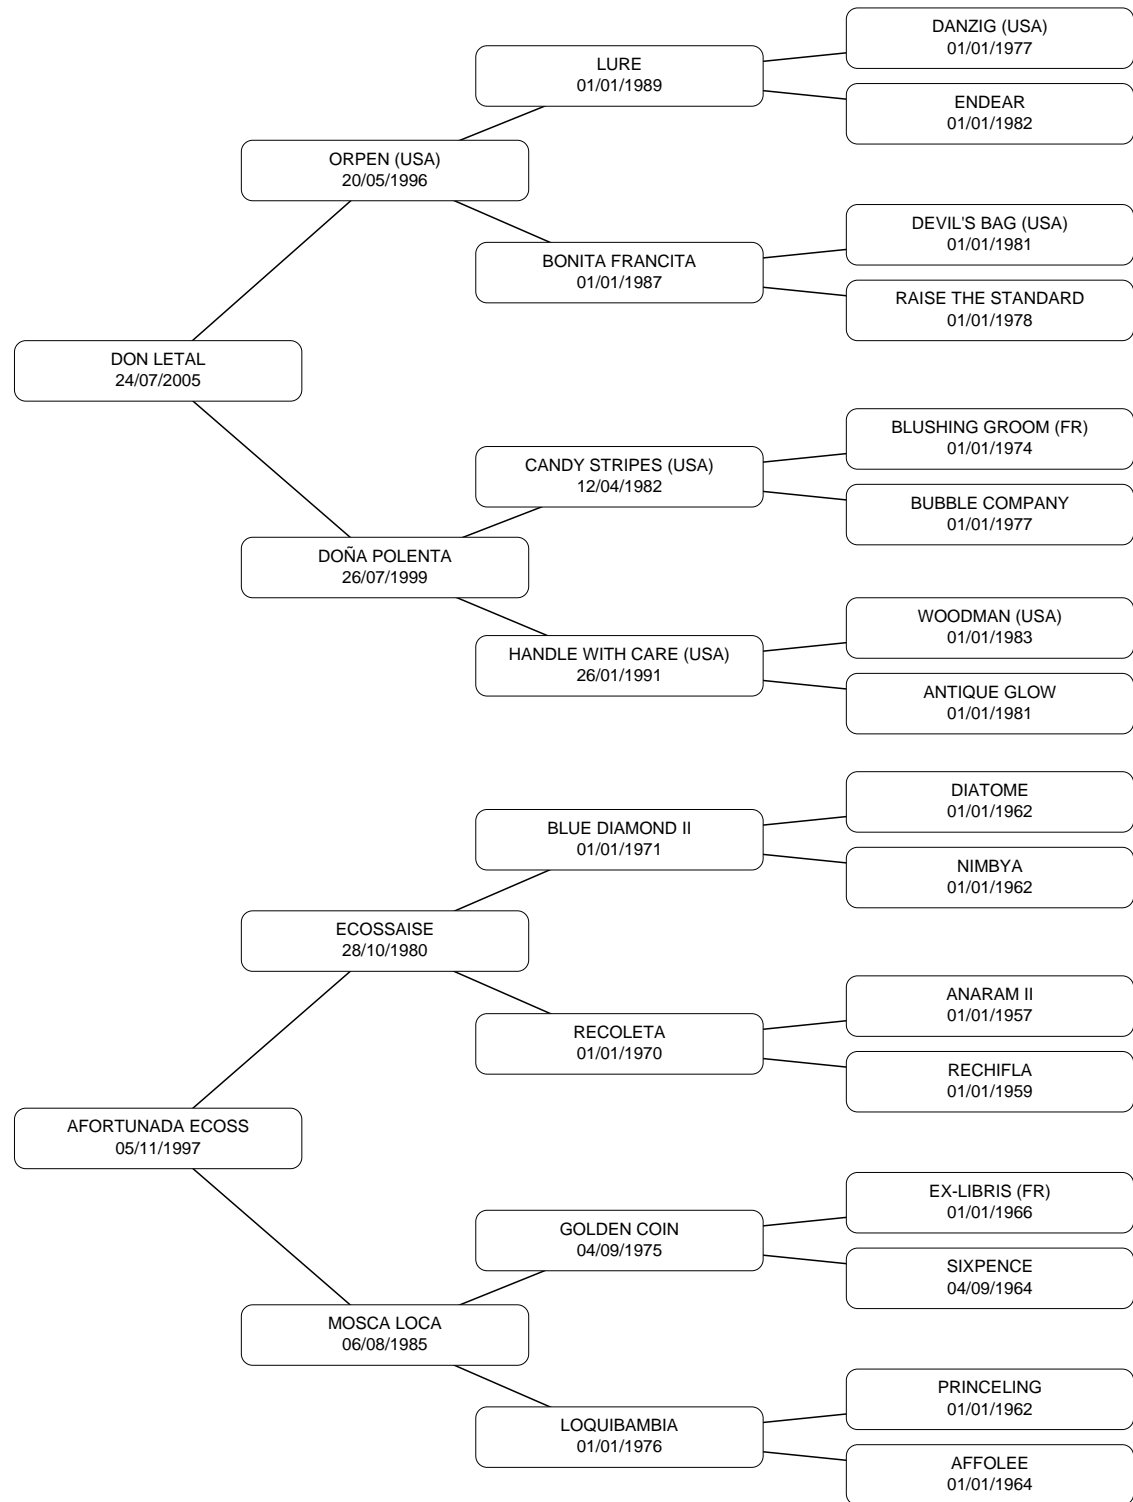 DANZIG (USA)
01/01/1977
LURE
01/01/1989
ENDEAR
01/01/1982
ORPEN (USA)
20/05/1996
DEVIL'S BAG (USA)
01/01/1981
BONITA FRANCITA
01/01/1987
RAISE THE STANDARD
01/01/1978
DON LETAL
24/07/2005
BLUSHING GROOM (FR)
01/01/1974
CANDY STRIPES (USA)
12/04/1982
BUBBLE COMPANY
01/01/1977
DOÑA POLENTA
26/07/1999
WOODMAN (USA)
01/01/1983
HANDLE WITH CARE (USA)
26/01/1991
ANTIQUE GLOW
01/01/1981
DIATOME
01/01/1962
BLUE DIAMOND II
01/01/1971
NIMBYA
01/01/1962
ECOSSAISE
28/10/1980
ANARAM II
01/01/1957
RECOLETA
01/01/1970
RECHIFLA
01/01/1959
AFORTUNADA ECOSS
05/11/1997
EX-LIBRIS (FR)
01/01/1966
GOLDEN COIN
04/09/1975
SIXPENCE
04/09/1964
MOSCA LOCA
06/08/1985
PRINCELING
01/01/1962
LOQUIBAMBIA
01/01/1976
AFFOLEE
01/01/1964